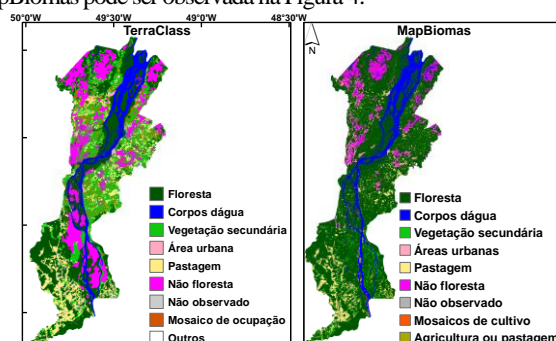 pBiomas pode ser observada na Figura 4.
50°00'W 49°30'W 49°0'W 48°30'W
TerraClass
Floresta
Corpos dágua
Vegetação secundária
Área urbana
Pastagem
Não floresta
Não observado
Mosaico de ocupação
Outros
MapBiomas
N
Floresta
Corpos dágua
Vegetação secundária
Áreas urbanas
Pastagem
Não floresta
Não observado
Mosaicos de cultivo
Agricultura ou pastagem